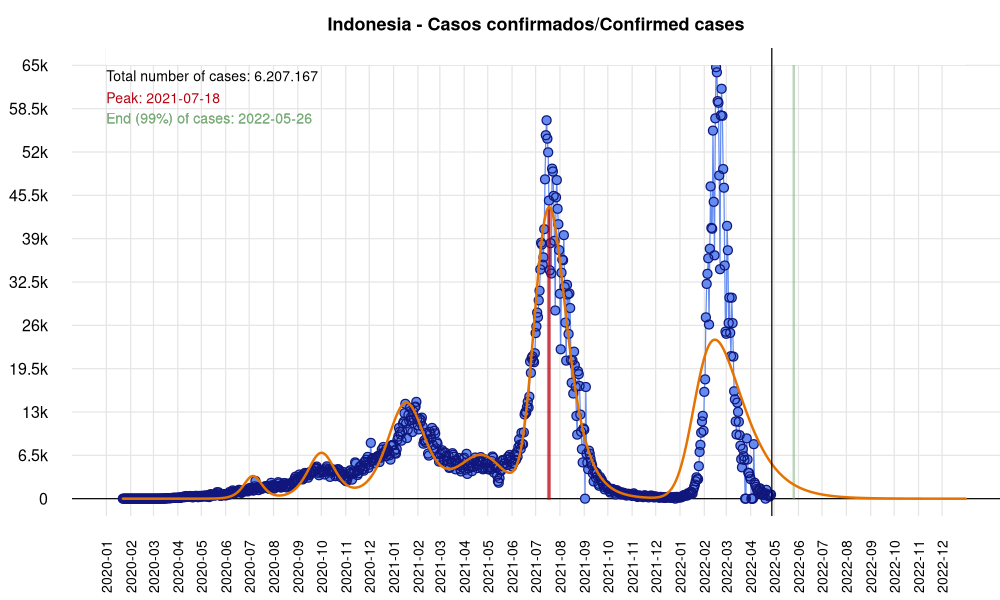 Indonesia - Casos confirmados/Confirmed cases
Total number of cases: 6.207.167
Peak: 2021-07-18
End (99%) of cases: 2022-05-26
65k
58.5k
52k
45.5k
39k
32.5k
26k
19.5k
13k
6.5k
0
2020-01
2020-02
2020-03
2020-04
2020-05
2020-06
2020-07
2020-08
2020-09
2020-10
2020-11
2020-12
2021-01
2021-02
2021-03
2021-04
2021-05
2021-06
2021-07
2021-08
2021-09
2021-10
2021-11
2021-12
2022-01
2022-02
2022-03
2022-04
2022-05
2022-06
2022-07
2022-08
2022-09
2022-10
2022-11
2022-12